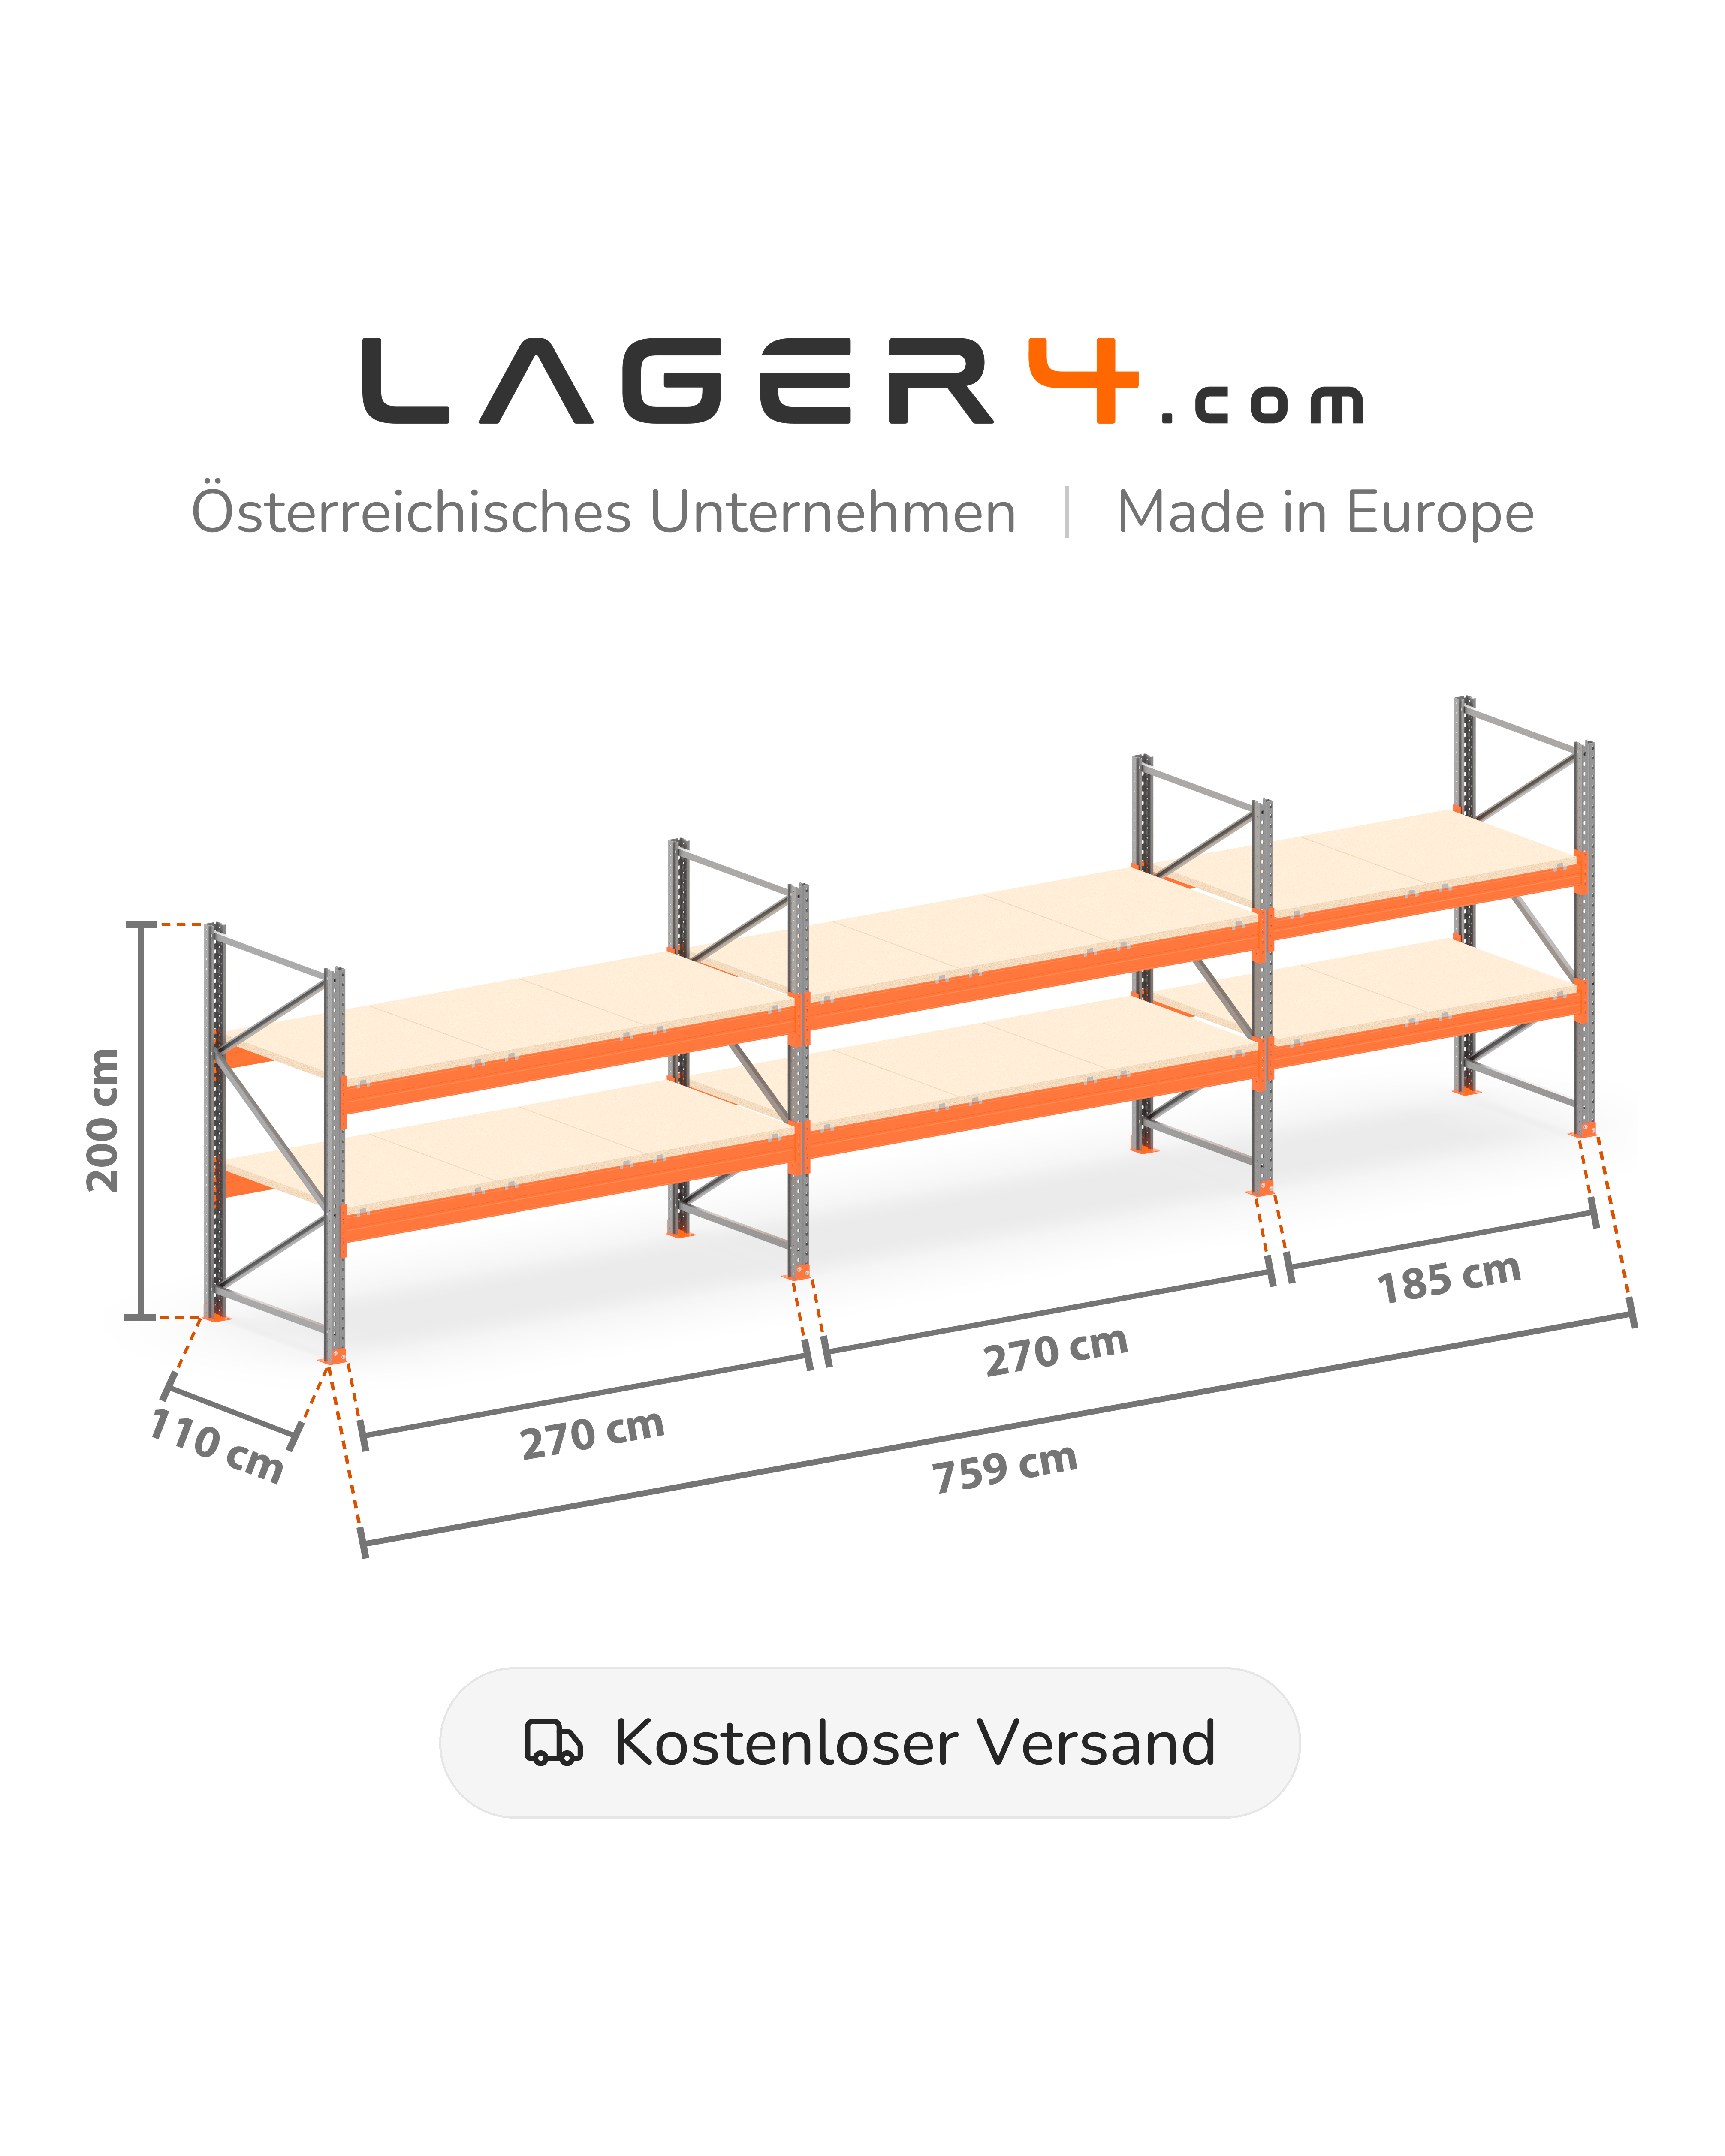 LAGER4.com
Österreichisches Unternehmen | Made in Europe
200 cm
110 cm
270 cm
270 cm
185 cm
759 cm
Kostenloser Versand